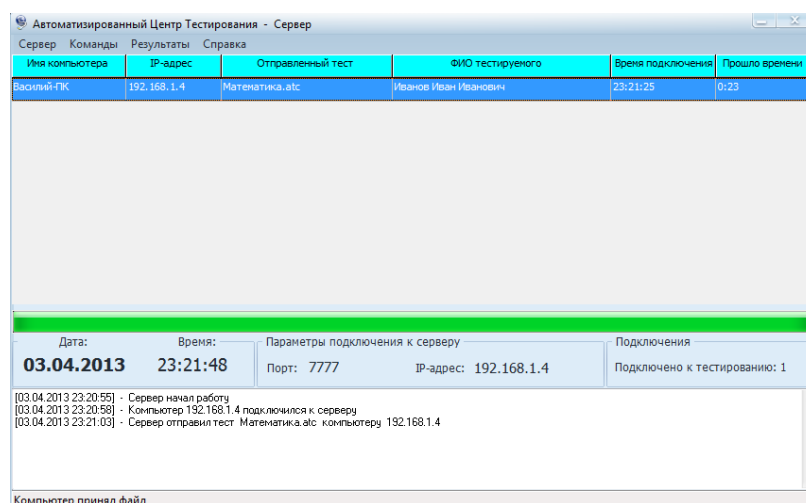 Автоматизированный Центр Тестирования - Сервер
Сервер Команды Результаты Справка
Имя компьютера IP-адрес Отправленный тест ФИО тестируемого Время подключения Прошло времени
Василий-ПК 192.168.1.4 Математика.atc Иванов Иван Иванович 23:21:25 0:23
Дата: Время: Параметры подключения к серверу Подключения
03.04.2013 23:21:48 Порт: 7777 IP-адрес: 192.168.1.4 Подключено к тестированию: 1
[03.04.2013 23:20:55] - Сервер начал работу
[03.04.2013 23:20:58] - Компьютер 192.168.1.4 подключился к серверу
[03.04.2013 23:21:03] - Сервер отправил тест Математика.atc компьютеру 192.168.1.4
Компьютер принял файл